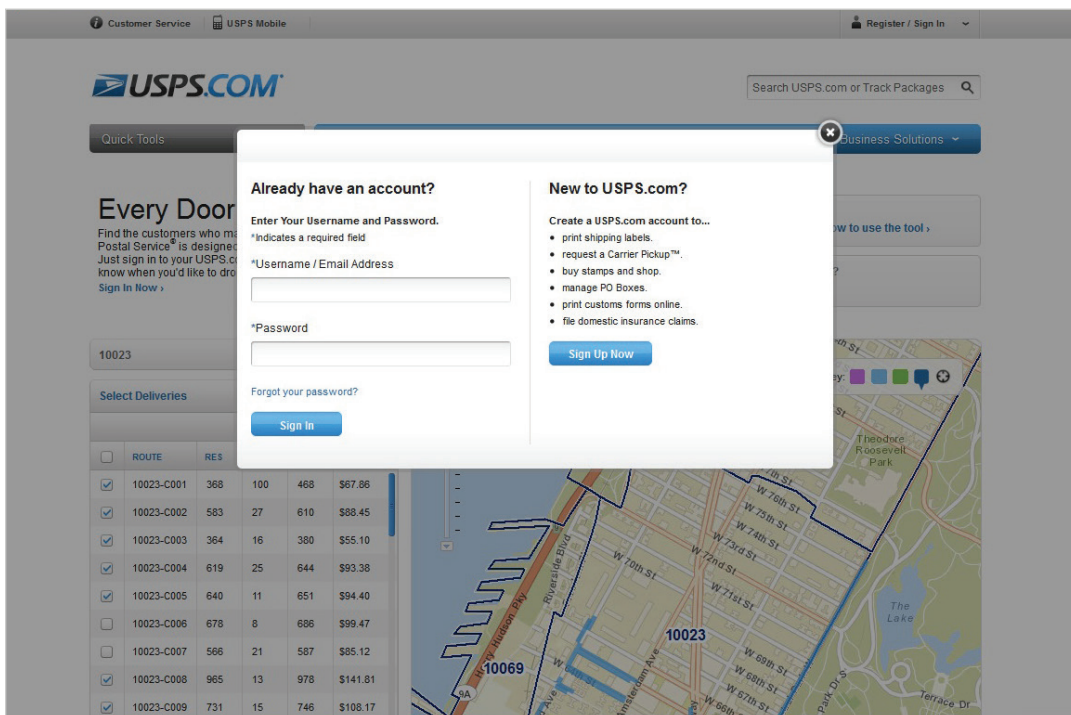 Customer Service
USPS Mobile
Register / Sign In
USPS.COM
Search USPS.com or Track Packages
Quick Tools
Business Solutions
Every Door
Find the customers who ma
Postal Service® is designed
Just sign in to your USPS.co
know when you'd like to dro
Sign In Now ›
ow to use the tool ›
?
Already have an account?
Enter Your Username and Password.
*Indicates a required field
*Username / Email Address
*Password
Forgot your password?
Sign In
New to USPS.com?
Create a USPS.com account to...
• print shipping labels.
• request a Carrier Pickup™.
• buy stamps and shop.
• manage PO Boxes.
• print customs forms online.
• file domestic insurance claims.
Sign Up Now
10023
Select Deliveries
ROUTE RES
10023-C001 368 100 468 $67.86
10023-C002 583 27 610 $88.45
10023-C003 364 16 380 $55.10
10023-C004 619 25 644 $93.38
10023-C005 640 11 651 $94.40
10023-C006 678 8 686 $99.47
10023-C007 566 21 587 $85.12
10023-C008 965 13 978 $141.81
10023-C009 731 15 746 $108.17
ey:
Theodore
Roosevelt
Park
W 76th St
W 75th St
W 74th St
W 73rd St
W 72nd St
W 71st St
W 70th St
Riverside Blvd
Henry Hudson Pky
The
Lake
10023
10069
W 69th St
W 68th St
W 67th St
W 66th St
W 64th St
Amsterdam Ave
9A
Park Dr S
Terrace Dr